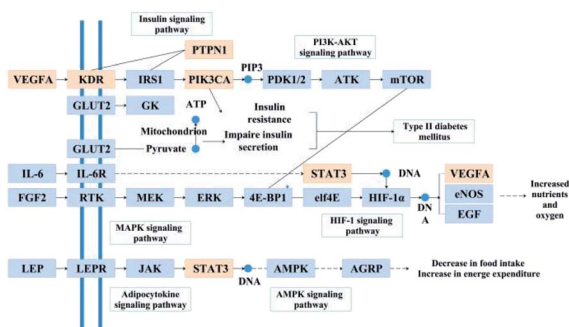 Insulin signaling
pathway
PTPN1
PI3K-AKT
signaling pathway
PIP3
VEGFA
KDR
IRS1
PIK3CA
PDK1/2
ATK
mTOR
GLUT2
GK
ATP
Insulin
resistance
Mitochondrion
Impaire insulin
secretion
Type II diabetes
mellitus
GLUT2
Pyruvate
IL-6
IL-6R
STAT3
DNA
VEGFA
FGF2
RTK
MEK
ERK
4E-BP1
elf4E
HIF-1α
DN
A
eNOS
EGF
Increased
nutrients
and
oxygen
MAPK signaling
pathway
HIF-1 signaling
pathway
LEP
LEPR
JAK
STAT3
DNA
AMPK
AGRP
Decrease in food intake
Increase in energy expenditure
Adipocytokine
signaling pathway
AMPK signaling
pathway